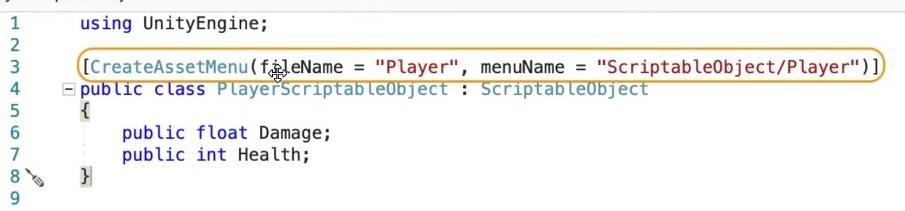 1 using UnityEngine;
2
3 [CreateAssetMenu(fileName = "Player", menuName = "ScriptableObject/Player")]
4 public class PlayerScriptableObject : ScriptableObject
5 {
6 public float Damage;
7 public int Health;
8 }
9